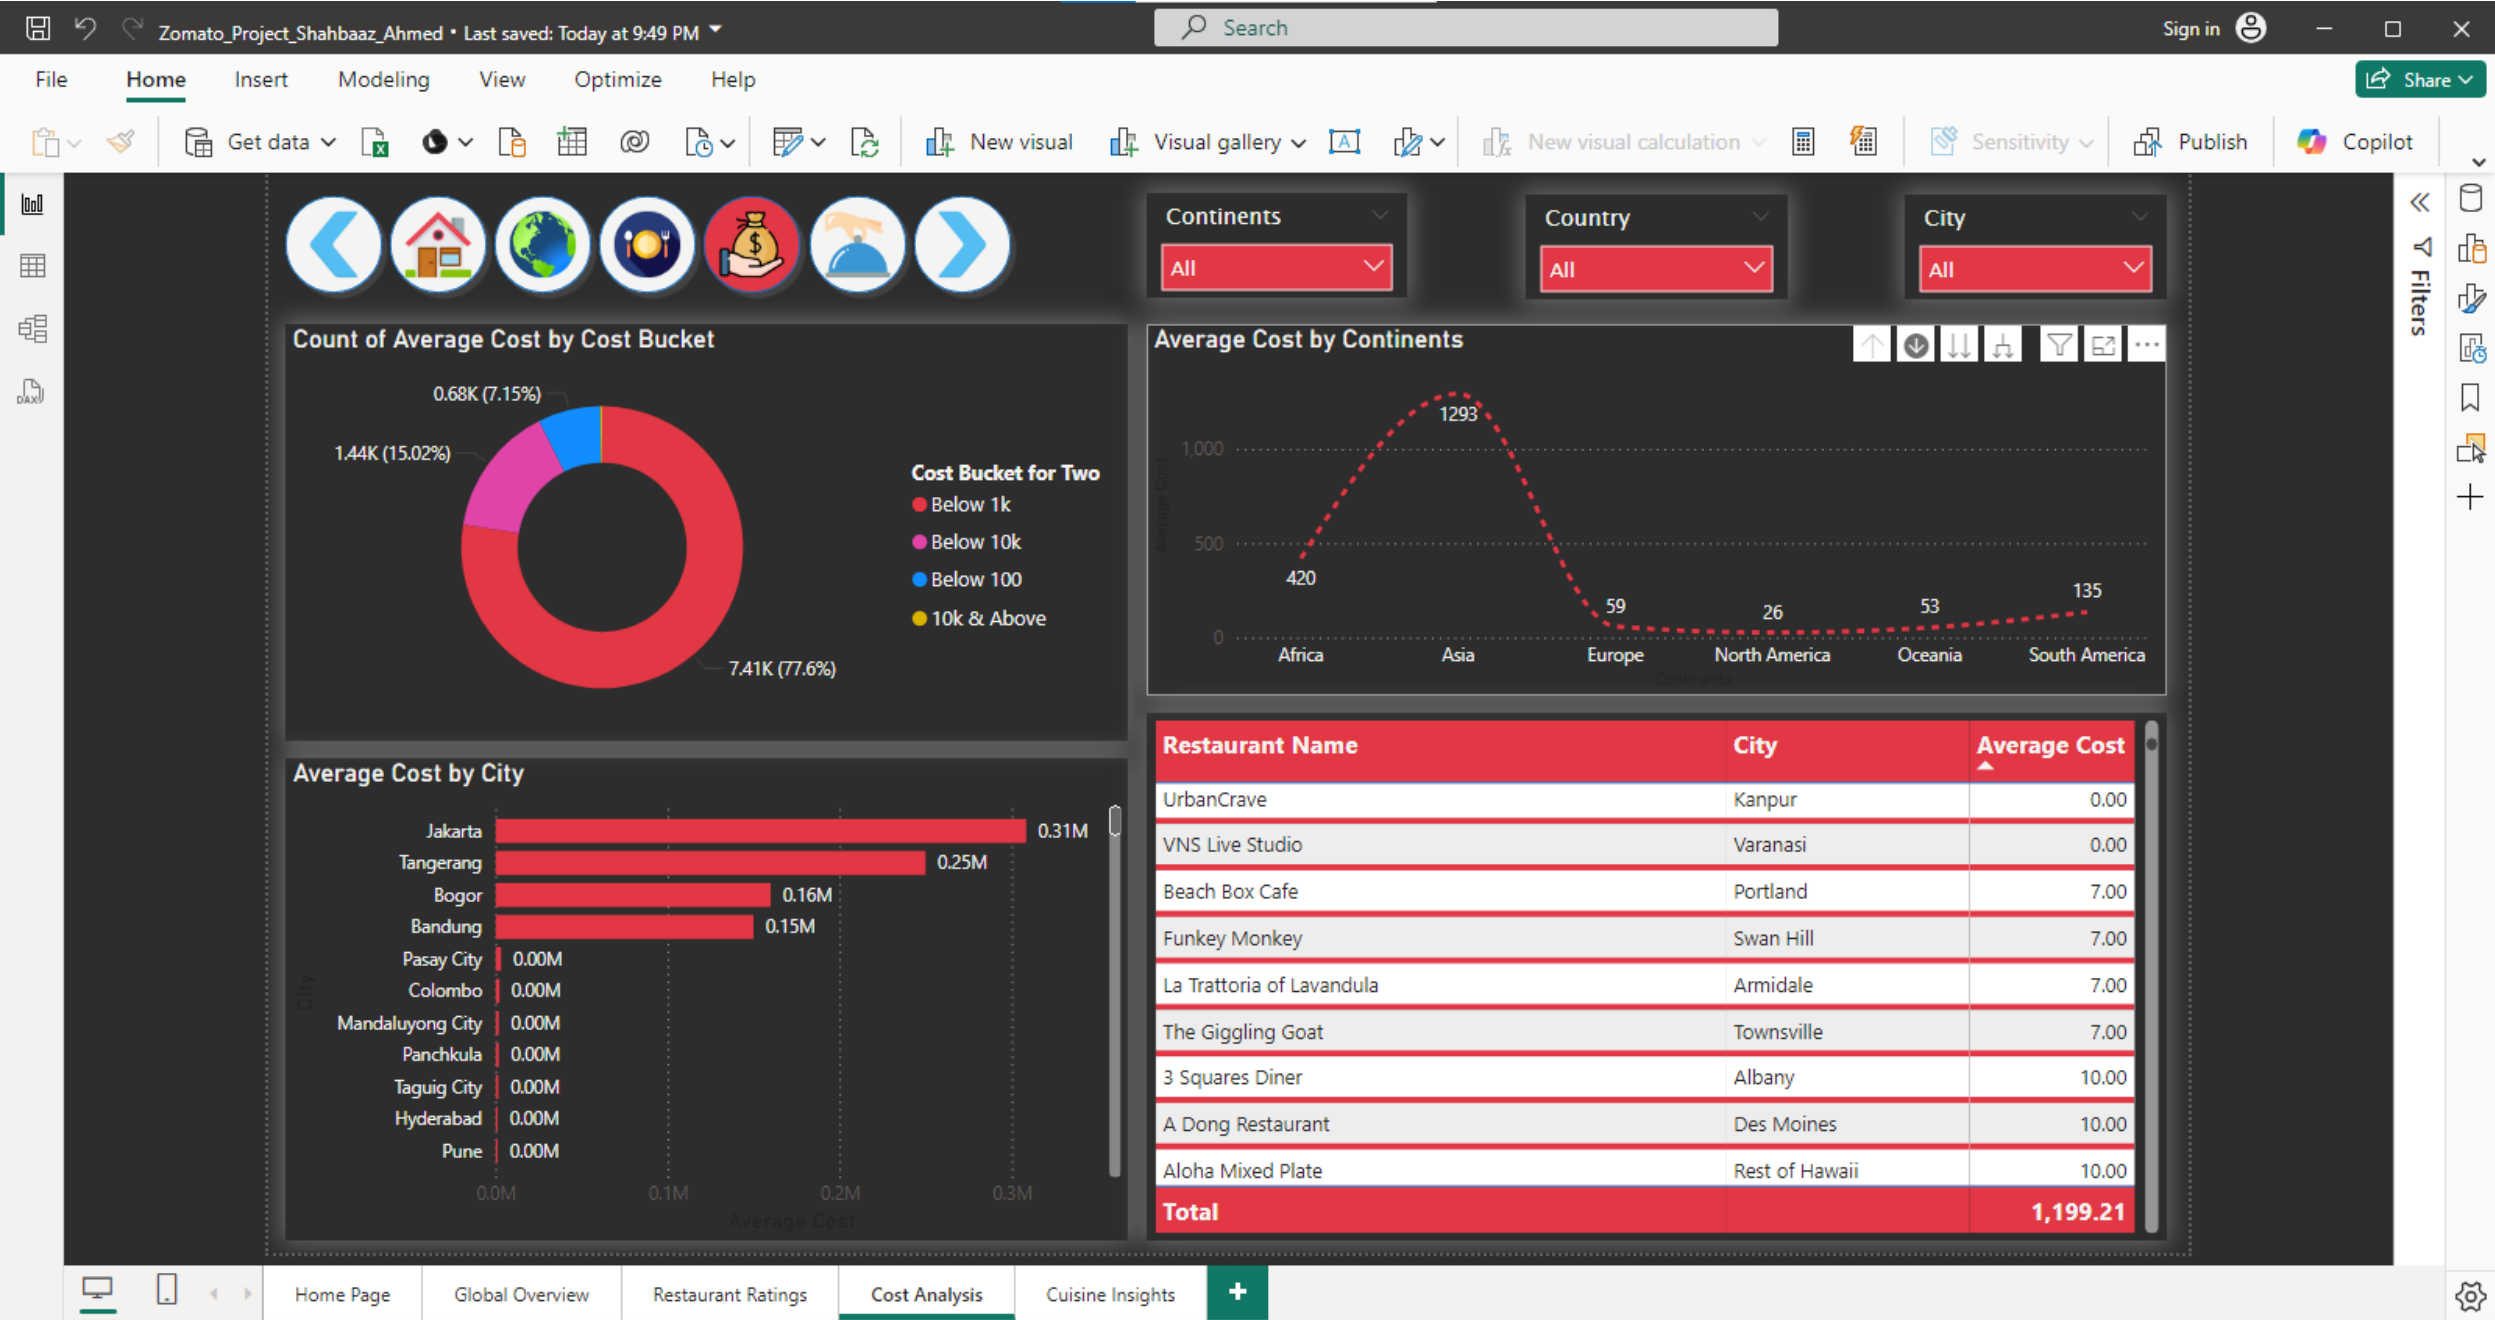 Zomato_Project_Shahbaaz_Ahmed • Last saved: Today at 9:49 PM
Search
Sign in
File Home Insert Modeling View Optimize Help
Share
Get data
New visual
Visual gallery
New visual calculation
Sensitivity
Publish
Copilot
DAX
Continents
All
Country
All
City
All
Filters
Count of Average Cost by Cost Bucket
0.68K (7.15%)
1.44K (15.02%)
7.41K (77.6%)
Cost Bucket for Two
Below 1k
Below 10k
Below 100
10k & Above
Average Cost by Continents
Average Cost
1,000
500
0
420
1293
59
26
53
135
Africa Asia Europe North America Oceania South America
Continents
Average Cost by City
City
Jakarta 0.31M
Tangerang 0.25M
Bogor 0.16M
Bandung 0.15M
Pasay City 0.00M
Colombo 0.00M
Mandaluyong City 0.00M
Panchkula 0.00M
Taguig City 0.00M
Hyderabad 0.00M
Pune 0.00M
0.0M 0.1M 0.2M 0.3M
Average Cost
Restaurant Name City Average Cost
UrbanCrave Kanpur 0.00
VNS Live Studio Varanasi 0.00
Beach Box Cafe Portland 7.00
Funkey Monkey Swan Hill 7.00
La Trattoria of Lavandula Armidale 7.00
The Giggling Goat Townsville 7.00
3 Squares Diner Albany 10.00
A Dong Restaurant Des Moines 10.00
Aloha Mixed Plate Rest of Hawaii 10.00
Total 1,199.21
Home Page Global Overview Restaurant Ratings Cost Analysis Cuisine Insights